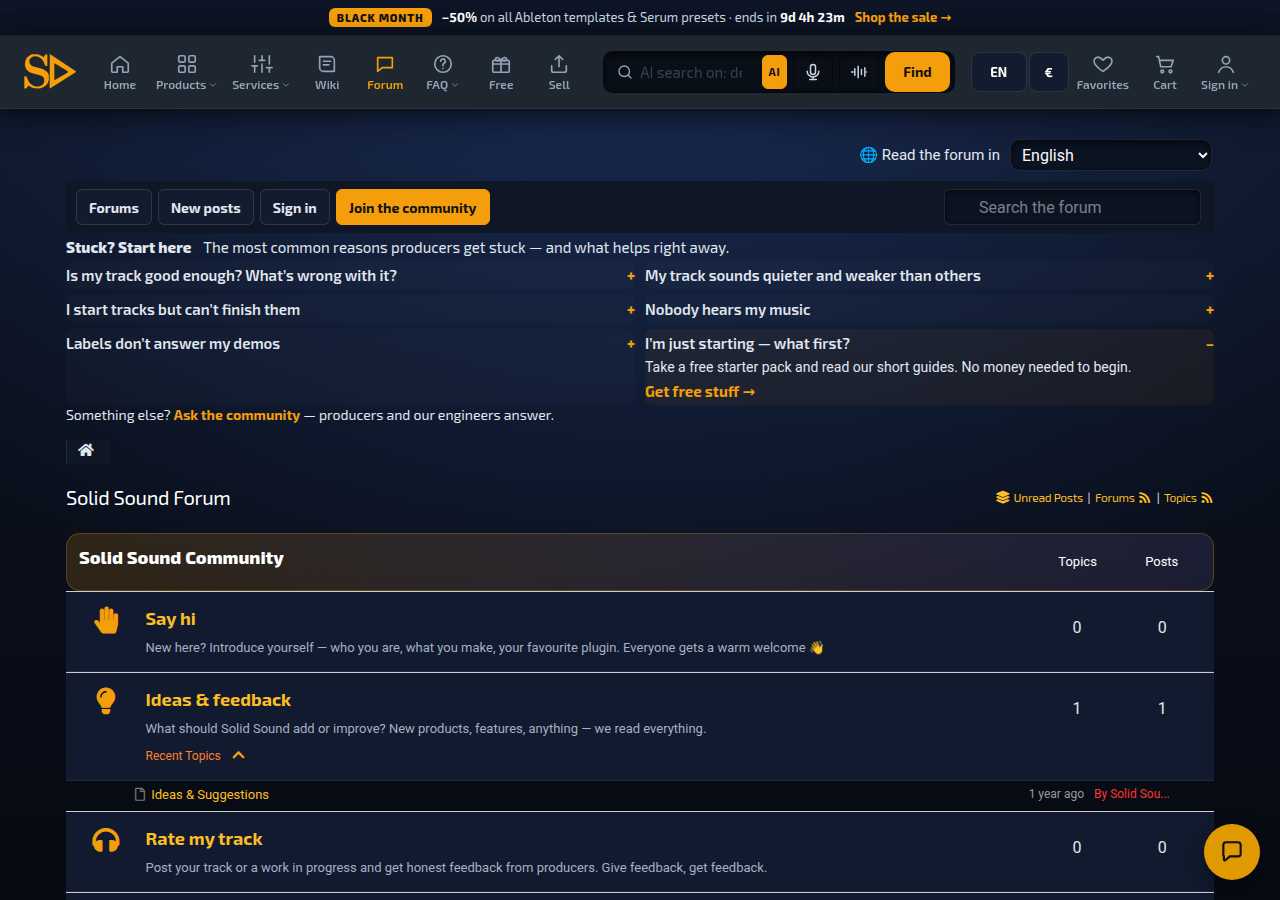 BLACK MONTH −50% on all Ableton templates & Serum presets · ends in 9d 4h 23m Shop the sale →
Home Products Services Wiki Forum FAQ Free Sell
AI search on: dr AI Find EN € Favorites Cart Sign in
🌐 Read the forum in English
Forums New posts Sign in Join the community Search the forum
Stuck? Start here The most common reasons producers get stuck — and what helps right away.
Is my track good enough? What's wrong with it? +
My track sounds quieter and weaker than others +
I start tracks but can't finish them +
Nobody hears my music +
Labels don't answer my demos +
I'm just starting — what first? –
Take a free starter pack and read our short guides. No money needed to begin.
Get free stuff →
Something else? Ask the community — producers and our engineers answer.
Solid Sound Forum
Unread Posts | Forums | Topics
Solid Sound Community Topics Posts
Say hi 0 0
New here? Introduce yourself — who you are, what you make, your favourite plugin. Everyone gets a warm welcome 👋
Ideas & feedback 1 1
What should Solid Sound add or improve? New products, features, anything — we read everything.
Recent Topics
Ideas & Suggestions 1 year ago By Solid Sou...
Rate my track 0 0
Post your track or a work in progress and get honest feedback from producers. Give feedback, get feedback.